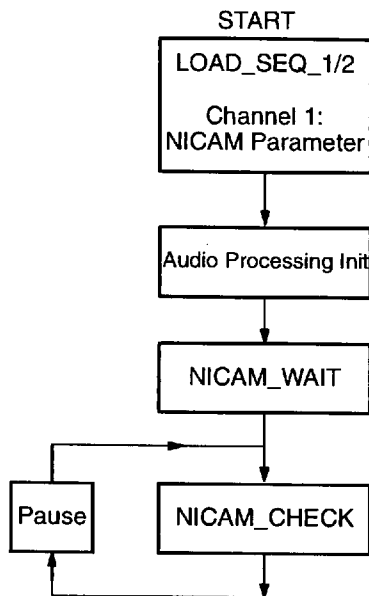 START
LOAD_SEQ_1/2
Channel 1:
NICAM Parameter
Audio Processing Init
NICAM_WAIT
Pause
NICAM_CHECK